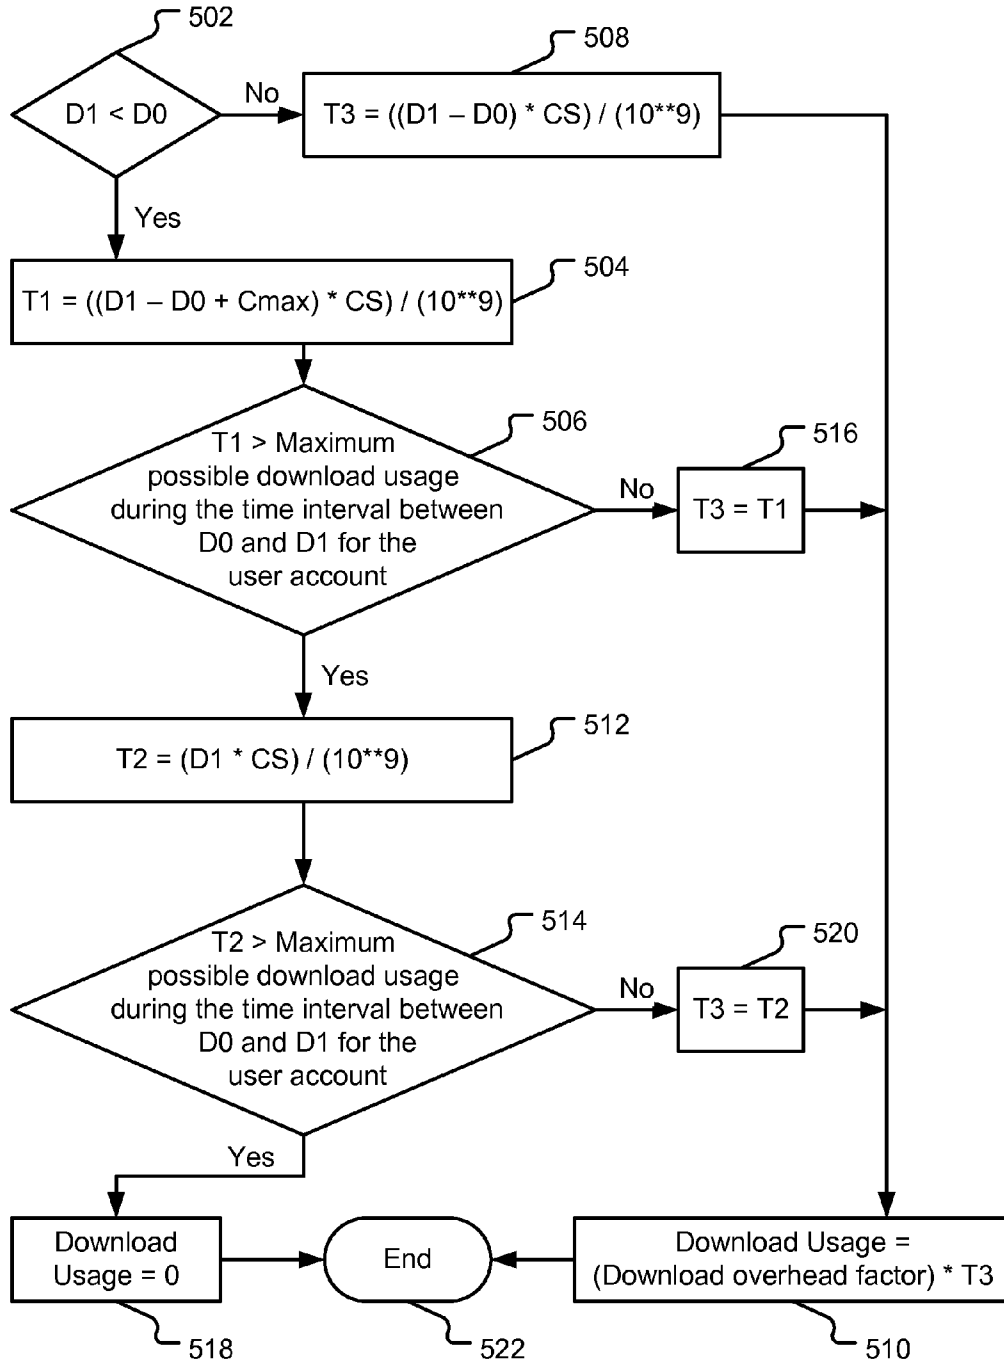 502
D1 < D0
No
508
T3 = ((D1 – D0) * CS) / (10**9)
Yes
504
T1 = ((D1 – D0 + Cmax) * CS) / (10**9)
506
T1 > Maximum
possible download usage
during the time interval between
D0 and D1 for the
user account
No
516
T3 = T1
Yes
512
T2 = (D1 * CS) / (10**9)
514
T2 > Maximum
possible download usage
during the time interval between
D0 and D1 for the
user account
No
520
T3 = T2
Yes
Download
Usage = 0
518
End
522
Download Usage =
(Download overhead factor) * T3
510